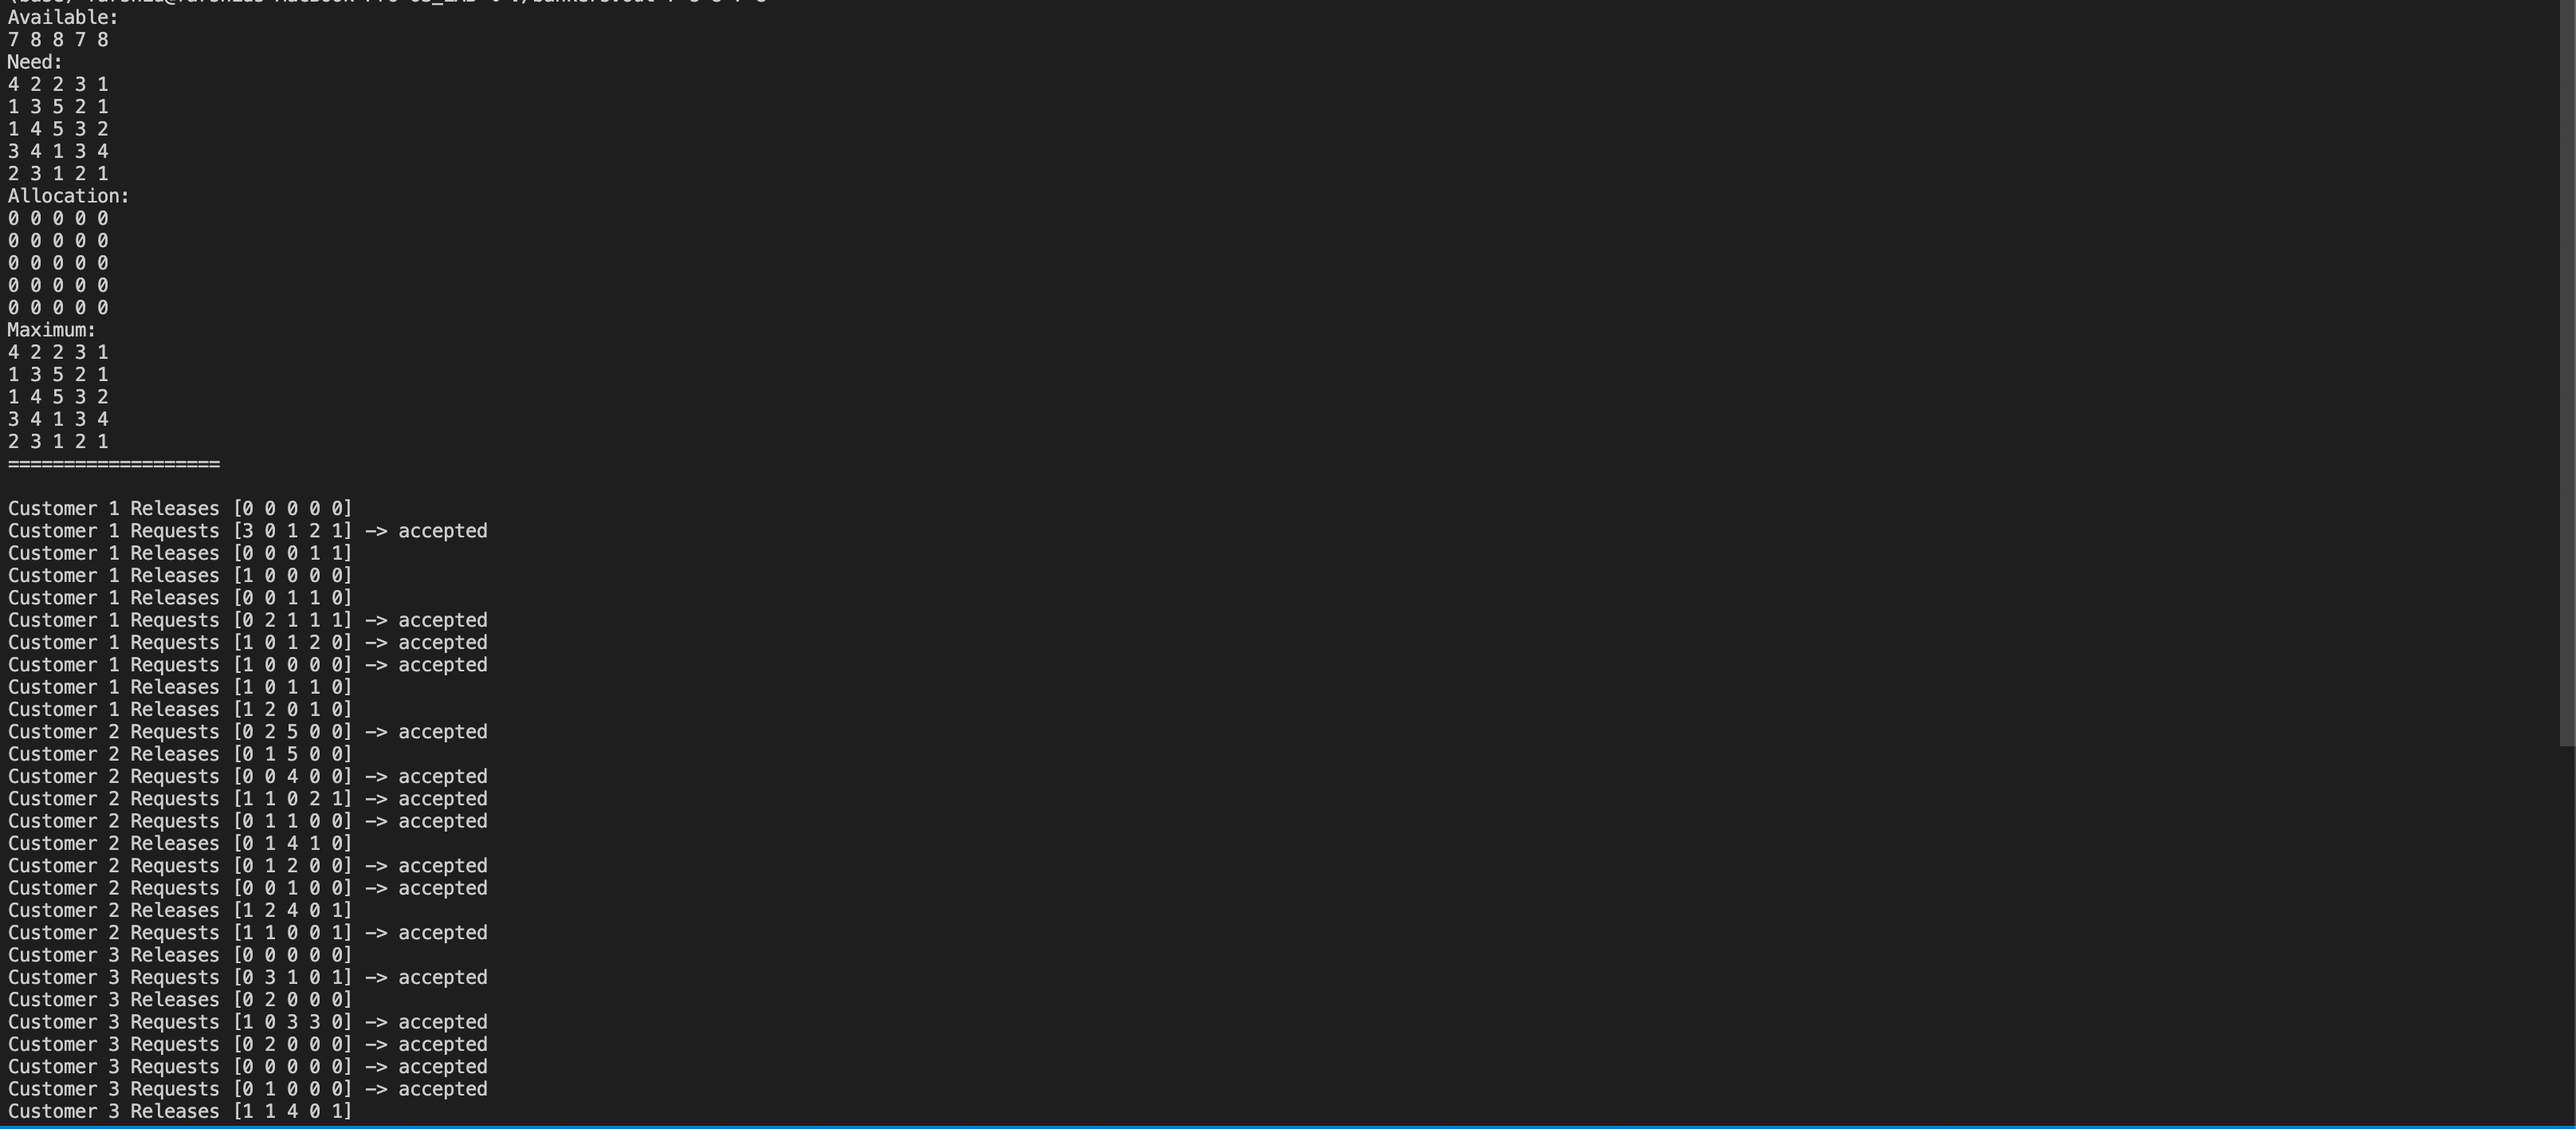 Available:
7 8 8 7 8
Need:
4 2 2 3 1
1 3 5 2 1
1 4 5 3 2
3 4 1 3 4
2 3 1 2 1
Allocation:
0 0 0 0 0
0 0 0 0 0
0 0 0 0 0
0 0 0 0 0
0 0 0 0 0
Maximum:
4 2 2 3 1
1 3 5 2 1
1 4 5 3 2
3 4 1 3 4
2 3 1 2 1
===================
Customer 1 Releases [0 0 0 0 0]
Customer 1 Requests [3 0 1 2 1] -> accepted
Customer 1 Releases [0 0 0 1 1]
Customer 1 Releases [1 0 0 0 0]
Customer 1 Releases [0 0 1 1 0]
Customer 1 Requests [0 2 1 1 1] -> accepted
Customer 1 Requests [1 0 1 2 0] -> accepted
Customer 1 Requests [1 0 0 0 0] -> accepted
Customer 1 Releases [1 0 1 1 0]
Customer 1 Releases [1 2 0 1 0]
Customer 2 Requests [0 2 5 0 0] -> accepted
Customer 2 Releases [0 1 5 0 0]
Customer 2 Requests [0 0 4 0 0] -> accepted
Customer 2 Requests [1 1 0 2 1] -> accepted
Customer 2 Requests [0 1 1 0 0] -> accepted
Customer 2 Releases [0 1 4 1 0]
Customer 2 Requests [0 1 2 0 0] -> accepted
Customer 2 Requests [0 0 1 0 0] -> accepted
Customer 2 Releases [1 2 4 0 1]
Customer 2 Requests [1 1 0 0 1] -> accepted
Customer 3 Releases [0 0 0 0 0]
Customer 3 Requests [0 3 1 0 1] -> accepted
Customer 3 Releases [0 2 0 0 0]
Customer 3 Requests [1 0 3 3 0] -> accepted
Customer 3 Requests [0 2 0 0 0] -> accepted
Customer 3 Requests [0 0 0 0 0] -> accepted
Customer 3 Requests [0 1 0 0 0] -> accepted
Customer 3 Releases [1 1 4 0 1]